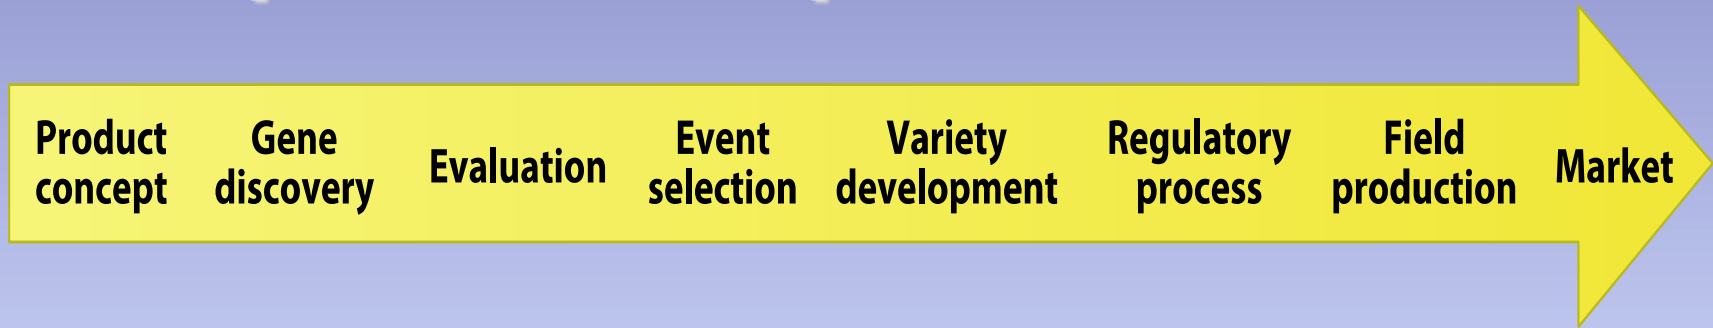 Product concept
Gene discovery
Evaluation
Event selection
Variety development
Regulatory process
Field production
Market